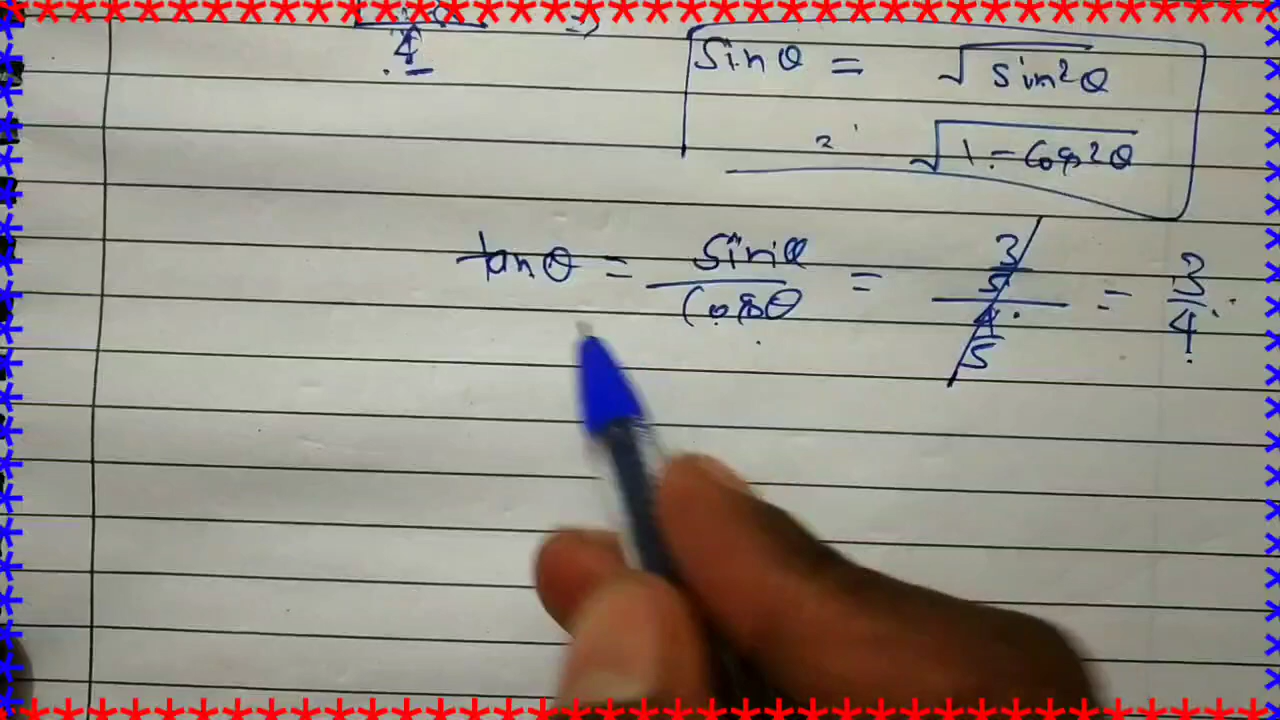 4 ⇒
Sinθ = √sin²θ
= √1 - Cos²θ
tanθ = Sinθ/Cosθ = (3/5)/(4/5) = 3/4